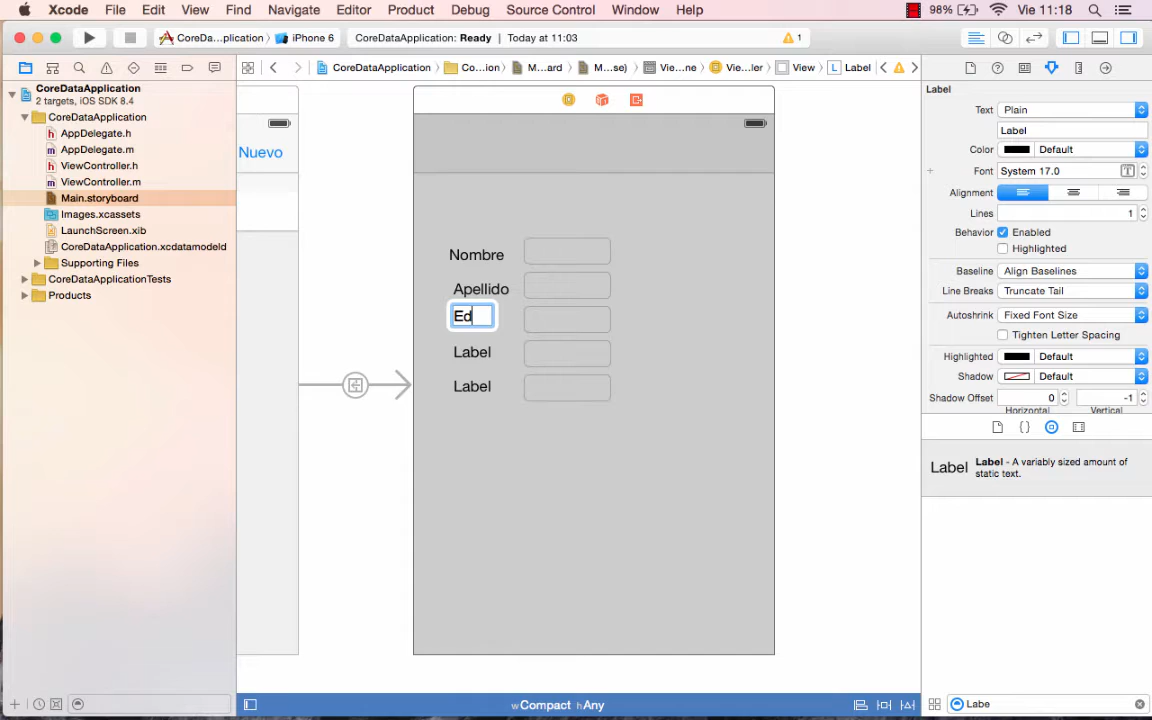 Xcode File Edit View Find Navigate Editor Product Debug Source Control Window Help 98% Vie 11:18
CoreDa...plication iPhone 6 CoreDataApplication: Ready Today at 11:03 1
CoreDataApplication Co...ion M...ard M...se) Vie...ne Vie...ler View L Label
CoreDataApplication
2 targets, iOS SDK 8.4
CoreDataApplication
h AppDelegate.h
m AppDelegate.m
h ViewController.h
m ViewController.m
Main.storyboard
Images.xcassets
LaunchScreen.xib
CoreDataApplication.xcdatamodeld
Supporting Files
CoreDataApplicationTests
Products
Nuevo
Nombre
Apellido
Ed
Label
Label
wCompact hAny
Label
Text Plain
Label
Color Default
Font System 17.0 T
Alignment
Lines 1
Behavior Enabled
Highlighted
Baseline Align Baselines
Line Breaks Truncate Tail
Autoshrink Fixed Font Size
Tighten Letter Spacing
Highlighted Default
Shadow Default
Shadow Offset 0 -1
Horizontal Vertical
Label Label - A variably sized amount of
static text.
Labe